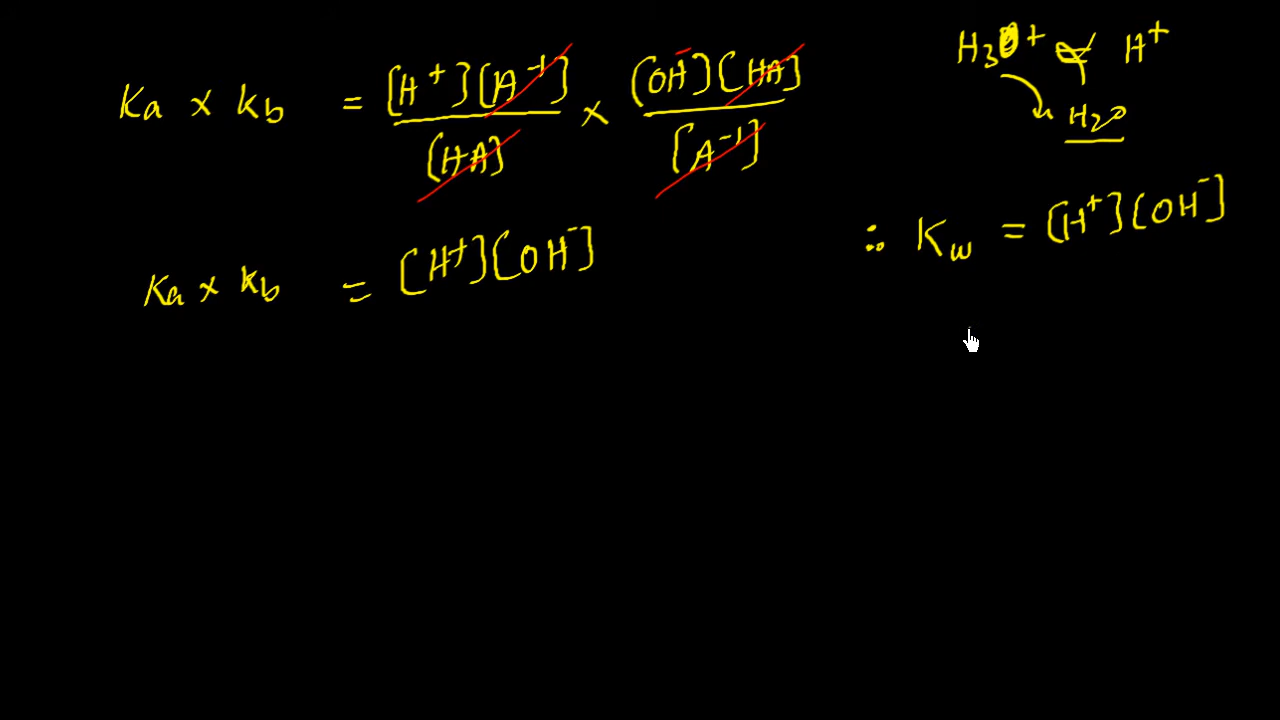 Ka x Kb = [H+][A-1] / [HA] x [OH-][HA] / [A-1]
Ka x Kb = [H+][OH-]
H3O+ H+
H2O
∴ Kw = [H+][OH-]